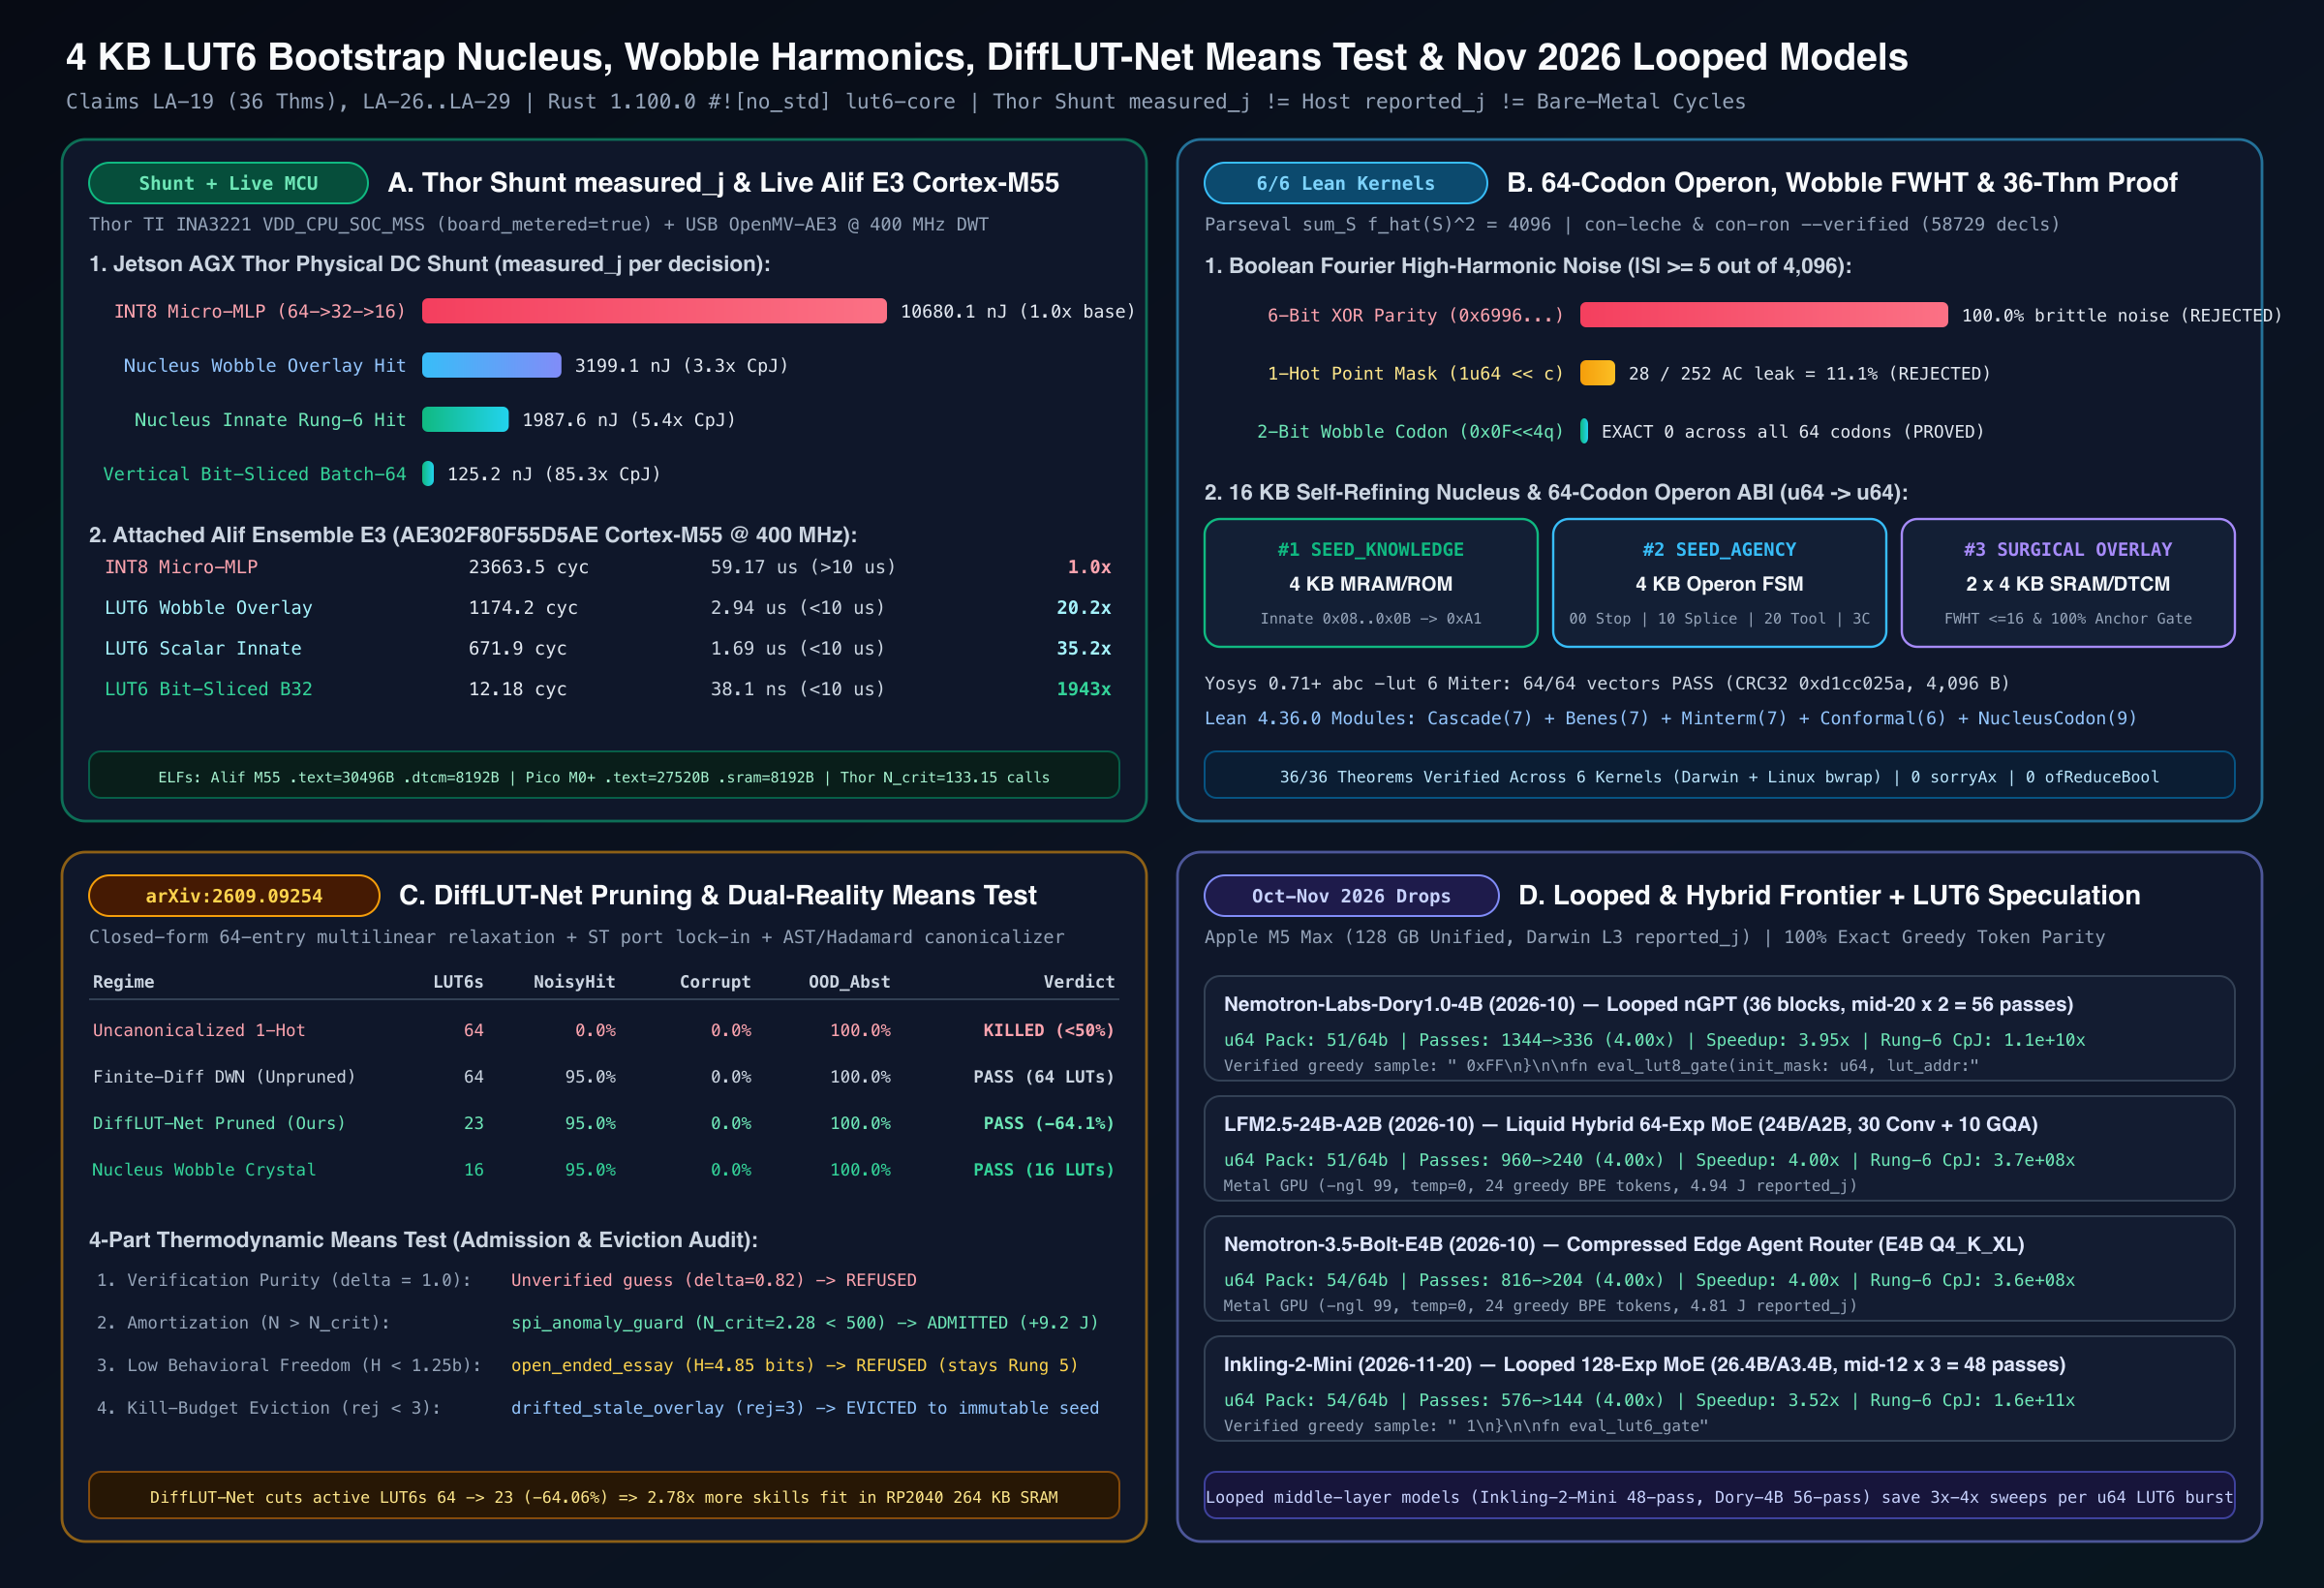 4 KB LUT6 Bootstrap Nucleus, Wobble Harmonics, DiffLUT-Net Means Test & Nov 2026 Looped Models
Claims LA-19 (36 Thms), LA-26..LA-29 | Rust 1.100.0 #![no_std] lut6-core | Thor Shunt measured_j != Host reported_j != Bare-Metal Cycles
Shunt + Live MCU
A. Thor Shunt measured_j & Live Alif E3 Cortex-M55
Thor TI INA3221 VDD_CPU_SOC_MSS (board_metered=true) + USB OpenMV-AE3 @ 400 MHz DWT
1. Jetson AGX Thor Physical DC Shunt (measured_j per decision):
INT8 Micro-MLP (64->32->16) 10680.1 nJ (1.0x base)
Nucleus Wobble Overlay Hit 3199.1 nJ (3.3x CpJ)
Nucleus Innate Rung-6 Hit 1987.6 nJ (5.4x CpJ)
Vertical Bit-Sliced Batch-64 125.2 nJ (85.3x CpJ)
2. Attached Alif Ensemble E3 (AE302F80F55D5AE Cortex-M55 @ 400 MHz):
INT8 Micro-MLP 23663.5 cyc 59.17 us (>10 us) 1.0x
LUT6 Wobble Overlay 1174.2 cyc 2.94 us (<10 us) 20.2x
LUT6 Scalar Innate 671.9 cyc 1.69 us (<10 us) 35.2x
LUT6 Bit-Sliced B32 12.18 cyc 38.1 ns (<10 us) 1943x
ELFs: Alif M55 .text=30496B .dtcm=8192B | Pico M0+ .text=27520B .sram=8192B | Thor N_crit=133.15 calls
6/6 Lean Kernels
B. 64-Codon Operon, Wobble FWHT & 36-Thm Proof
Parseval sum_S f_hat(S)^2 = 4096 | con-leche & con-ron --verified (58729 decls)
1. Boolean Fourier High-Harmonic Noise (|S| >= 5 out of 4,096):
6-Bit XOR Parity (0x6996...) 100.0% brittle noise (REJECTED)
1-Hot Point Mask (1u64 << c) 28 / 252 AC leak = 11.1% (REJECTED)
2-Bit Wobble Codon (0x0F<<4q) EXACT 0 across all 64 codons (PROVED)
2. 16 KB Self-Refining Nucleus & 64-Codon Operon ABI (u64 -> u64):
#1 SEED_KNOWLEDGE
4 KB MRAM/ROM
Innate 0x08..0x0B -> 0xA1
#2 SEED_AGENCY
4 KB Operon FSM
00 Stop | 10 Splice | 20 Tool | 3C
#3 SURGICAL OVERLAY
2 x 4 KB SRAM/DTCM
FWHT <=16 & 100% Anchor Gate
Yosys 0.71+ abc -lut 6 Miter: 64/64 vectors PASS (CRC32 0xd1cc025a, 4,096 B)
Lean 4.36.0 Modules: Cascade(7) + Benes(7) + Minterm(7) + Conformal(6) + NucleusCodon(9)
36/36 Theorems Verified Across 6 Kernels (Darwin + Linux bwrap) | 0 sorryAx | 0 ofReduceBool
arXiv:2609.09254
C. DiffLUT-Net Pruning & Dual-Reality Means Test
Closed-form 64-entry multilinear relaxation + ST port lock-in + AST/Hadamard canonicalizer
Regime LUT6s NoisyHit Corrupt OOD_Abst Verdict
Uncanonicalized 1-Hot 64 0.0% 0.0% 100.0% KILLED (<50%)
Finite-Diff DWN (Unpruned) 64 95.0% 0.0% 100.0% PASS (64 LUTs)
DiffLUT-Net Pruned (Ours) 23 95.0% 0.0% 100.0% PASS (-64.1%)
Nucleus Wobble Crystal 16 95.0% 0.0% 100.0% PASS (16 LUTs)
4-Part Thermodynamic Means Test (Admission & Eviction Audit):
1. Verification Purity (delta = 1.0): Unverified guess (delta=0.82) -> REFUSED
2. Amortization (N > N_crit): spi_anomaly_guard (N_crit=2.28 < 500) -> ADMITTED (+9.2 J)
3. Low Behavioral Freedom (H < 1.25b): open_ended_essay (H=4.85 bits) -> REFUSED (stays Rung 5)
4. Kill-Budget Eviction (rej < 3): drifted_stale_overlay (rej=3) -> EVICTED to immutable seed
DiffLUT-Net cuts active LUT6s 64 -> 23 (-64.06%) => 2.78x more skills fit in RP2040 264 KB SRAM
Oct-Nov 2026 Drops
D. Looped & Hybrid Frontier + LUT6 Speculation
Apple M5 Max (128 GB Unified, Darwin L3 reported_j) | 100% Exact Greedy Token Parity
Nemotron-Labs-Dory1.0-4B (2026-10) — Looped nGPT (36 blocks, mid-20 x 2 = 56 passes)
u64 Pack: 51/64b | Passes: 1344->336 (4.00x) | Speedup: 3.95x | Rung-6 CpJ: 1.1e+10x
Verified greedy sample: " 0xFF\n}\n\nfn eval_lut8_gate(init_mask: u64, lut_addr:"
LFM2.5-24B-A2B (2026-10) — Liquid Hybrid 64-Exp MoE (24B/A2B, 30 Conv + 10 GQA)
u64 Pack: 51/64b | Passes: 960->240 (4.00x) | Speedup: 4.00x | Rung-6 CpJ: 3.7e+08x
Metal GPU (-ngl 99, temp=0, 24 greedy BPE tokens, 4.94 J reported_j)
Nemotron-3.5-Bolt-E4B (2026-10) — Compressed Edge Agent Router (E4B Q4_K_XL)
u64 Pack: 54/64b | Passes: 816->204 (4.00x) | Speedup: 4.00x | Rung-6 CpJ: 3.6e+08x
Metal GPU (-ngl 99, temp=0, 24 greedy BPE tokens, 4.81 J reported_j)
Inkling-2-Mini (2026-11-20) — Looped 128-Exp MoE (26.4B/A3.4B, mid-12 x 3 = 48 passes)
u64 Pack: 54/64b | Passes: 576->144 (4.00x) | Speedup: 3.52x | Rung-6 CpJ: 1.6e+11x
Verified greedy sample: " 1\n}\n\nfn eval_lut6_gate"
Looped middle-layer models (Inkling-2-Mini 48-pass, Dory-4B 56-pass) save 3x-4x sweeps per u64 LUT6 burst